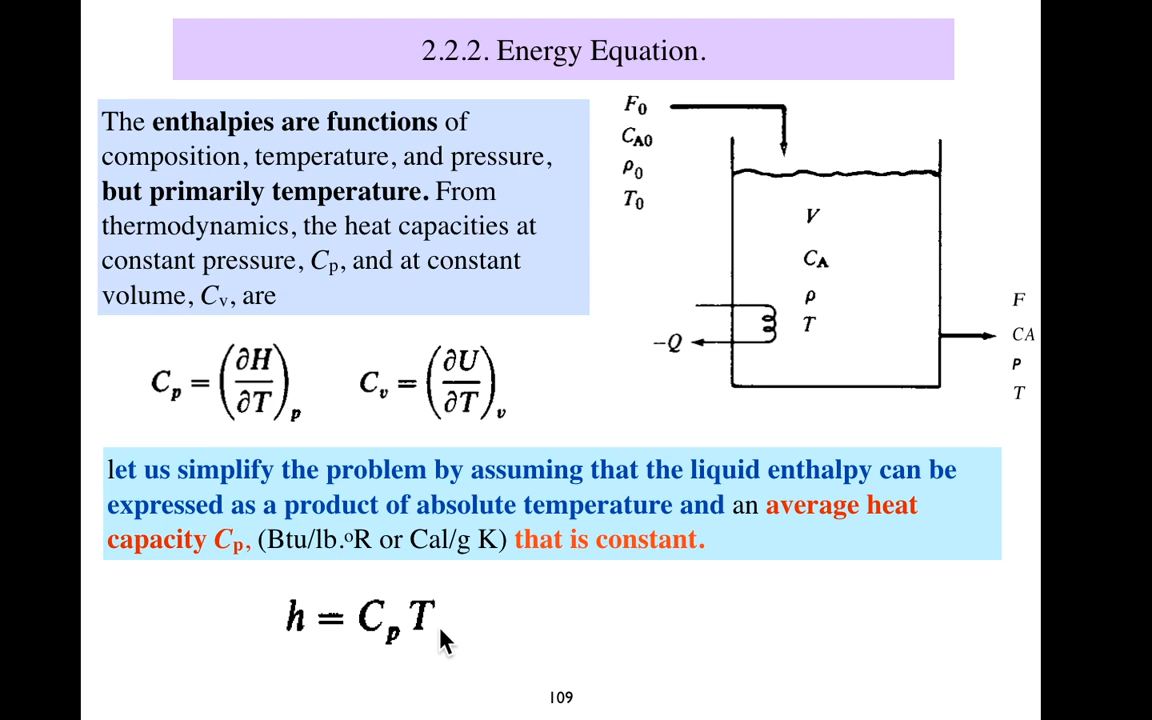 2.2.2. Energy Equation.
The enthalpies are functions of
composition, temperature, and pressure,
but primarily temperature. From
thermodynamics, the heat capacities at
constant pressure, Cp, and at constant
volume, Cv, are
F0
CA0
ρ0
T0
V
CA
ρ
T
-Q
F
CA
P
T
Cp = (∂H/∂T)p Cv = (∂U/∂T)v
let us simplify the problem by assuming that the liquid enthalpy can be
expressed as a product of absolute temperature and an average heat
capacity Cp, (Btu/lb.ºR or Cal/g K) that is constant.
h = CpT
109